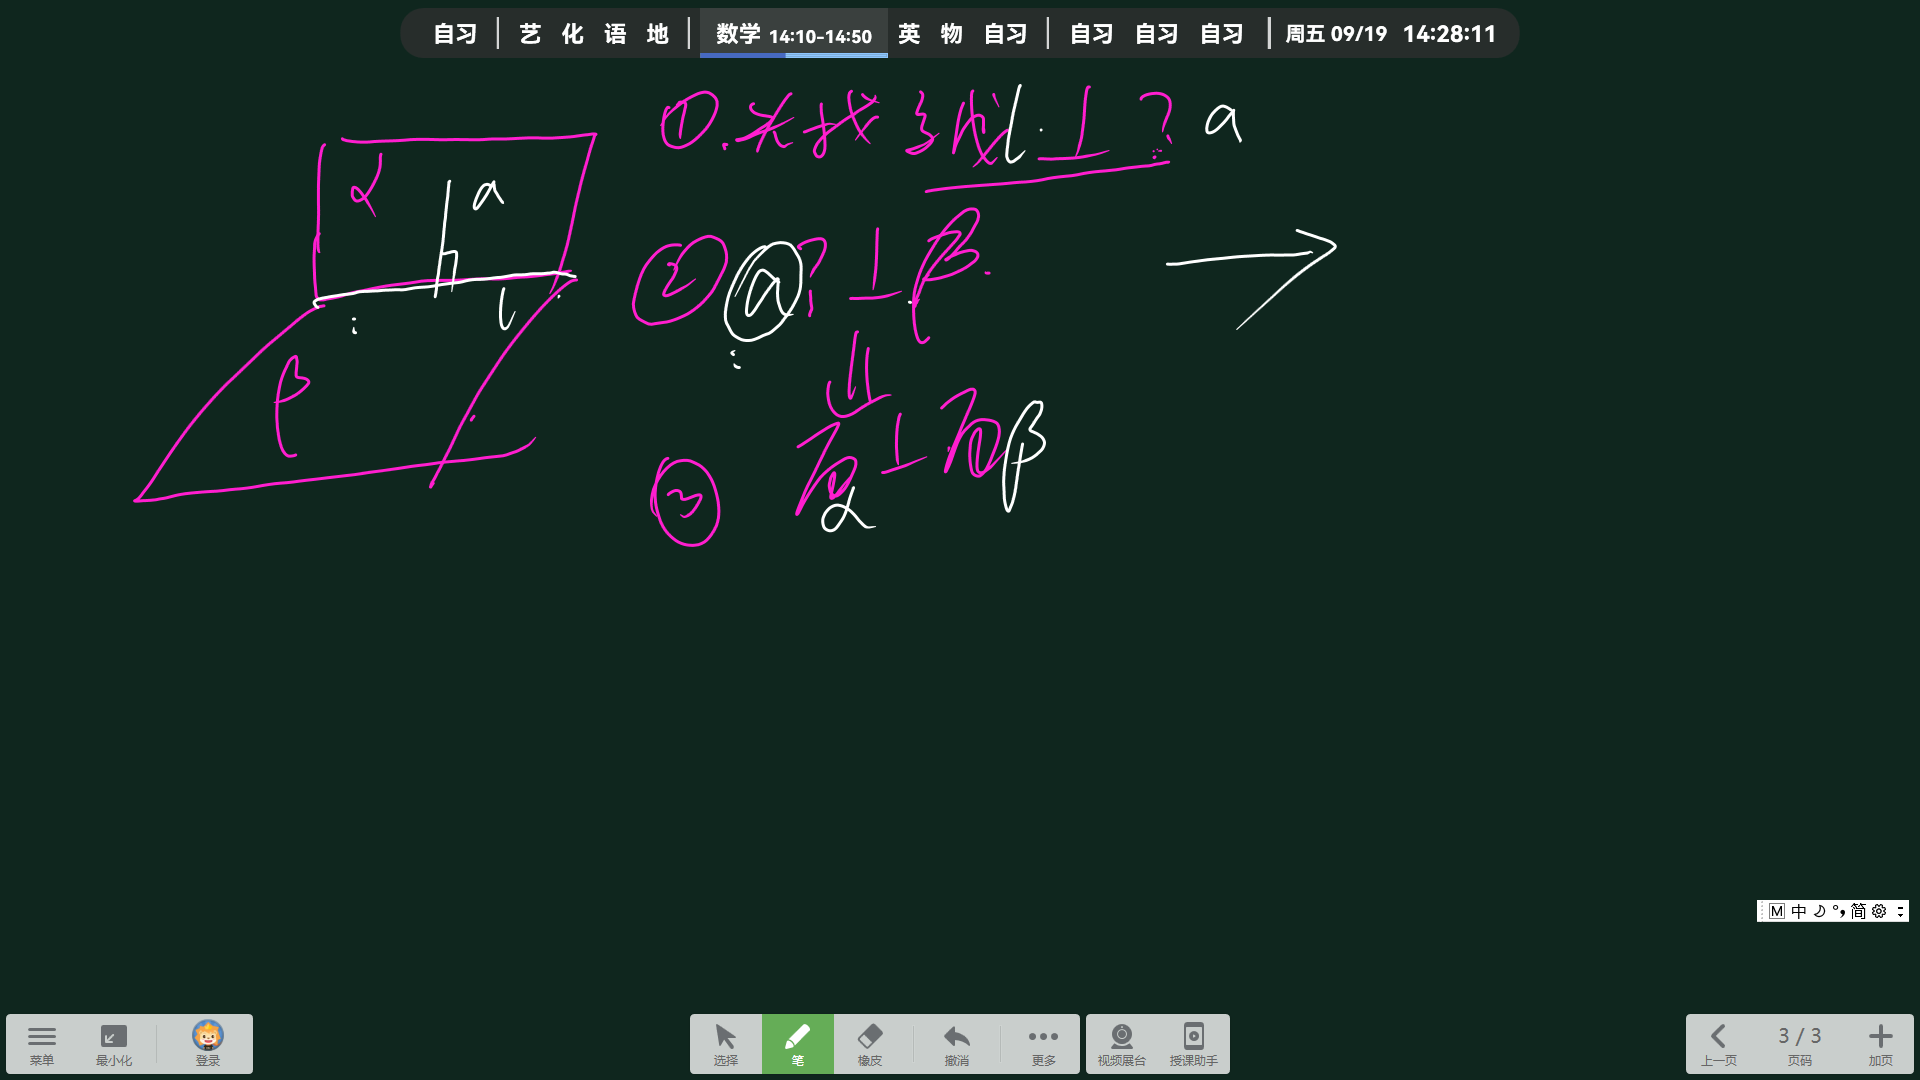 自习 艺 化 语 地 数学 14:10-14:50 英 物 自习 自习 自习 自习 周五 09/19 14:28:11
①.先找交线l ⊥? a
α a
② a ? ⊥ β
l
β
面α ⊥ 面β
③
M 中 简
菜单 最小化 登录 选择 笔 橡皮 撤消 更多 视频展台 授课助手 上一页 3 / 3 页码 加页